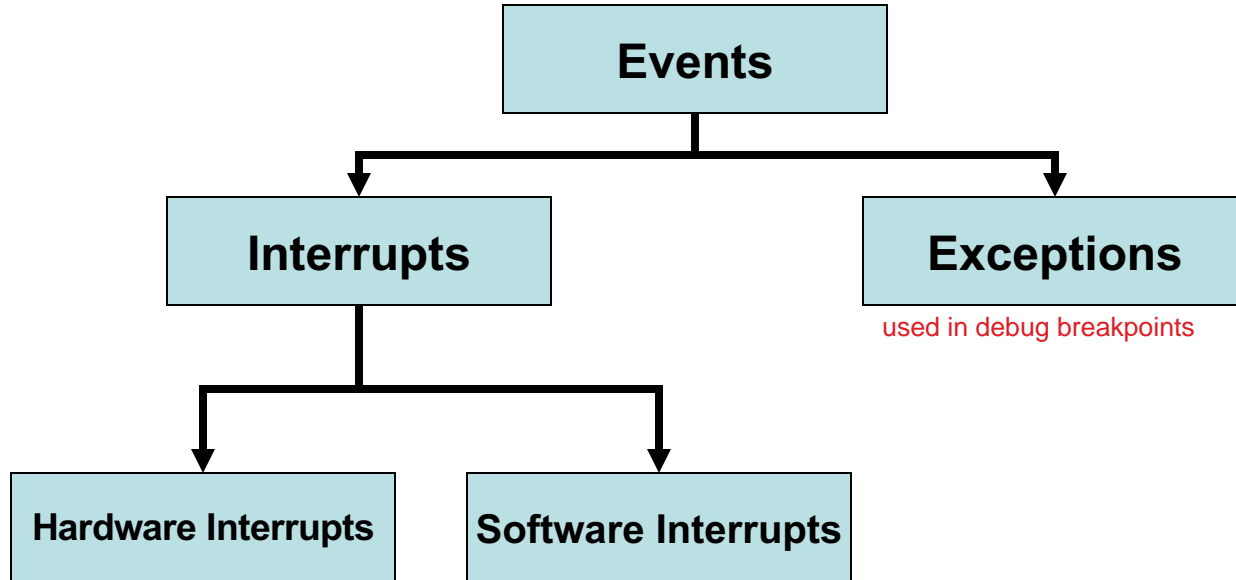 Events
Interrupts
Exceptions
used in debug breakpoints
Hardware Interrupts
Software Interrupts